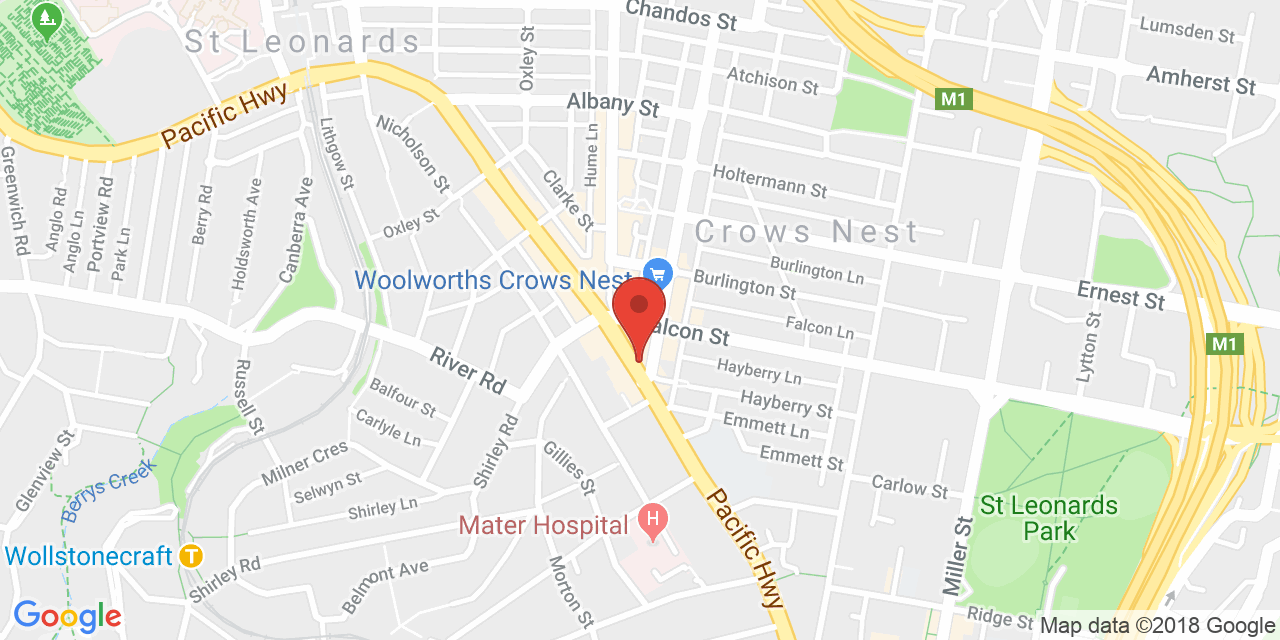 Chandos St
Lumsden St
St Leonards
Oxley St
Atchison St
Amherst St
M1
Pacific Hwy
Albany St
Nicholson St
Lithgow St
Hume Ln
Holtermann St
Clarke St
Greenwich Rd
Anglo Rd
Anglo Ln
Portview Rd
Park Ln
Berry Rd
Holdsworth Ave
Canberra Ave
Oxley St
Crows Nest
Woolworths Crows Nest
Burlington Ln
Burlington St
Ernest St
Falcon Ln
alcon St
Lytton St
M1
River Rd
Russell St
Balfour St
Carlyle Ln
Hayberry Ln
Hayberry St
Emmett Ln
Emmett St
Shirley Rd
Milner Cres
Selwyn St
Shirley Ln
Gillies St
Glenview St
Berrys Creek
Carlow St
St Leonards
Park
Mater Hospital
H
Pacific Hwy
Miller St
Wollstonecraft
T
Shirley Rd
Belmont Ave
Morton St
Ridge St
Google
Map data ©2018 Google